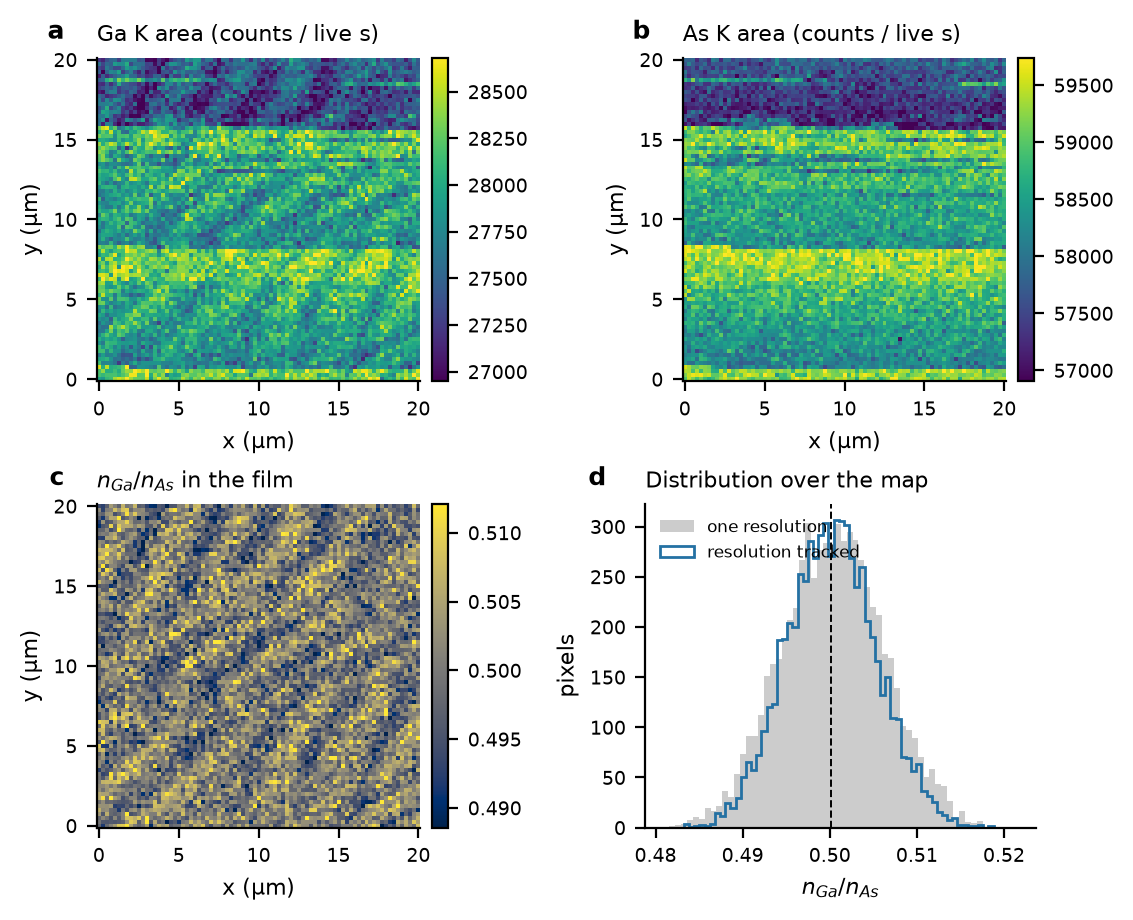 a Ga K area (counts / live s)
20
15
10
5
0
y (μm)
0 5 10 15 20
x (μm)
28500
28250
28000
27750
27500
27250
27000
b As K area (counts / live s)
20
15
10
5
0
y (μm)
0 5 10 15 20
x (μm)
59500
59000
58500
58000
57500
57000
c nGa/nAs in the film
20
15
10
5
0
y (μm)
0 5 10 15 20
x (μm)
0.510
0.505
0.500
0.495
0.490
d Distribution over the map
one resolution
resolution tracked
300
250
200
150
100
50
0
pixels
0.48 0.49 0.50 0.51 0.52
nGa/nAs